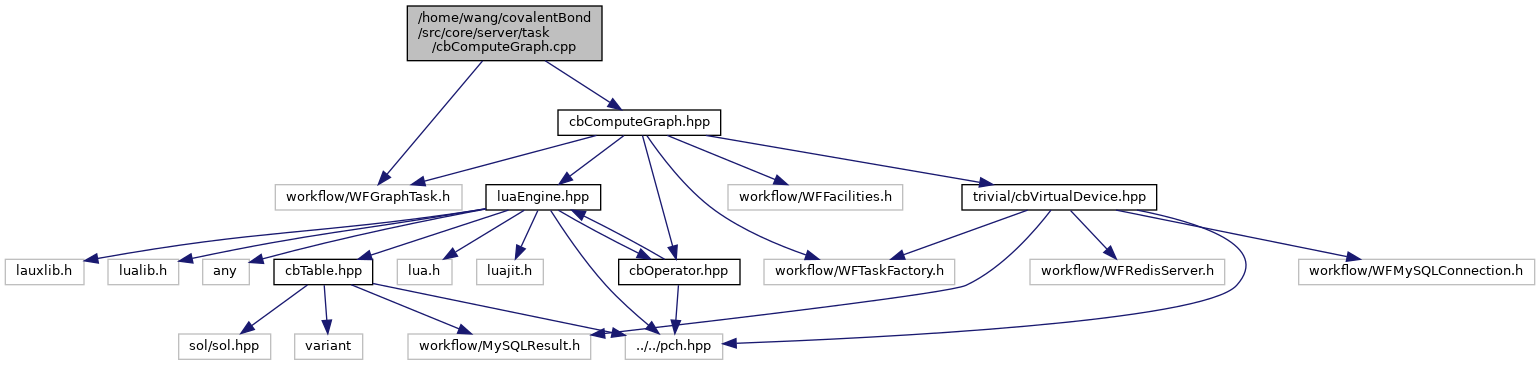 /home/wang/covalentBond
/src/core/server/task
/cbComputeGraph.cpp
cbComputeGraph.hpp
workflow/WFGraphTask.h
luaEngine.hpp
workflow/WFFacilities.h
trivial/cbVirtualDevice.hpp
lauxlib.h
lualib.h
any
cbTable.hpp
lua.h
luajit.h
cbOperator.hpp
workflow/WFTaskFactory.h
workflow/WFRedisServer.h
workflow/WFMySQLConnection.h
sol/sol.hpp
variant
workflow/MySQLResult.h
../../pch.hpp